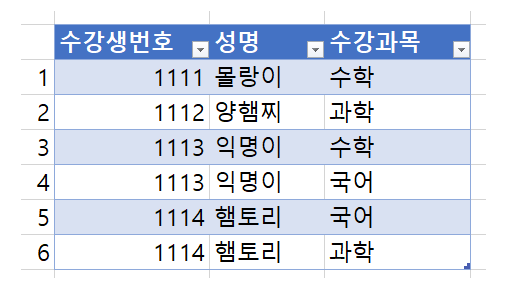 수강생번호 성명 수강과목
1 1111 몰랑이 수학
2 1112 양햄찌 과학
3 1113 익명이 수학
4 1113 익명이 국어
5 1114 햄토리 국어
6 1114 햄토리 과학